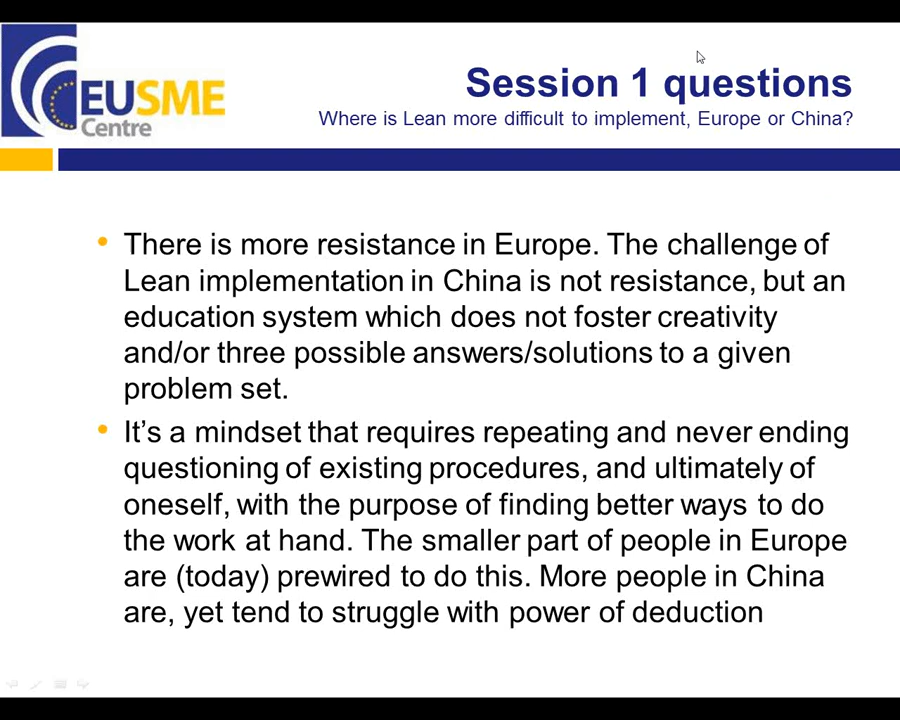 EUSME
Centre
Session 1 questions
Where is Lean more difficult to implement, Europe or China?
• There is more resistance in Europe. The challenge of
Lean implementation in China is not resistance, but an
education system which does not foster creativity
and/or three possible answers/solutions to a given
problem set.
• It’s a mindset that requires repeating and never ending
questioning of existing procedures, and ultimately of
oneself, with the purpose of finding better ways to do
the work at hand. The smaller part of people in Europe
are (today) prewired to do this. More people in China
are, yet tend to struggle with power of deduction